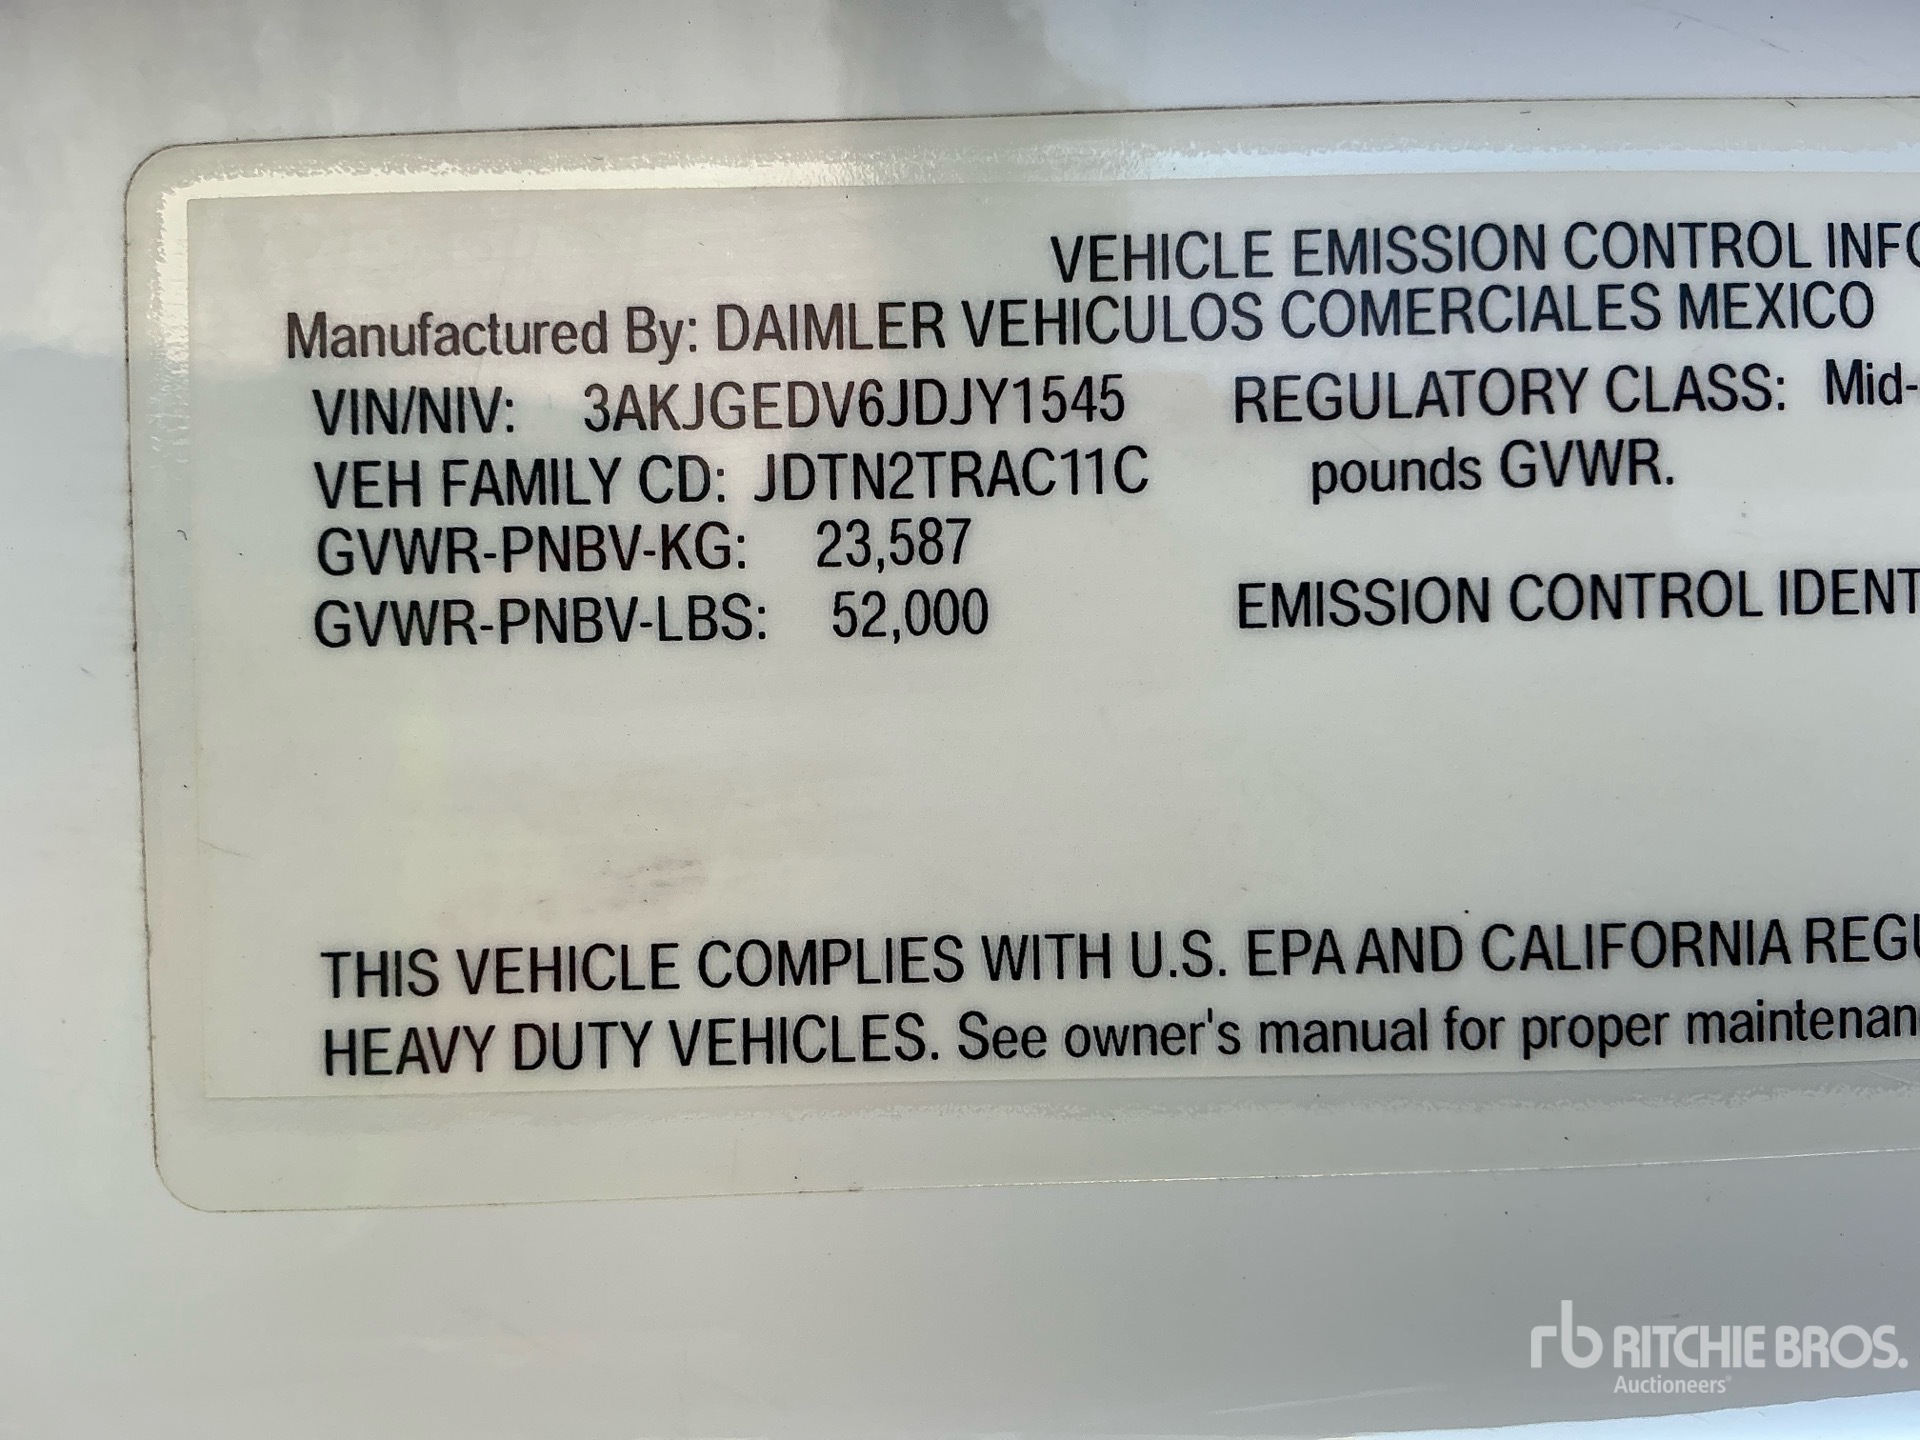 VEHICLE EMISSION CONTROL INFO
Manufactured By: DAIMLER VEHICULOS COMERCIALES MEXICO
VIN/NIV: 3AKJGEDV6JDJY1545 REGULATORY CLASS: Mid-
VEH FAMILY CD: JDTN2TRAC11C pounds GVWR.
GVWR-PNBV-KG: 23,587
GVWR-PNBV-LBS: 52,000 EMISSION CONTROL IDENT
THIS VEHICLE COMPLIES WITH U.S. EPA AND CALIFORNIA REGU
HEAVY DUTY VEHICLES. See owner's manual for proper maintenan
rb RITCHIE BROS.
Auctioneers